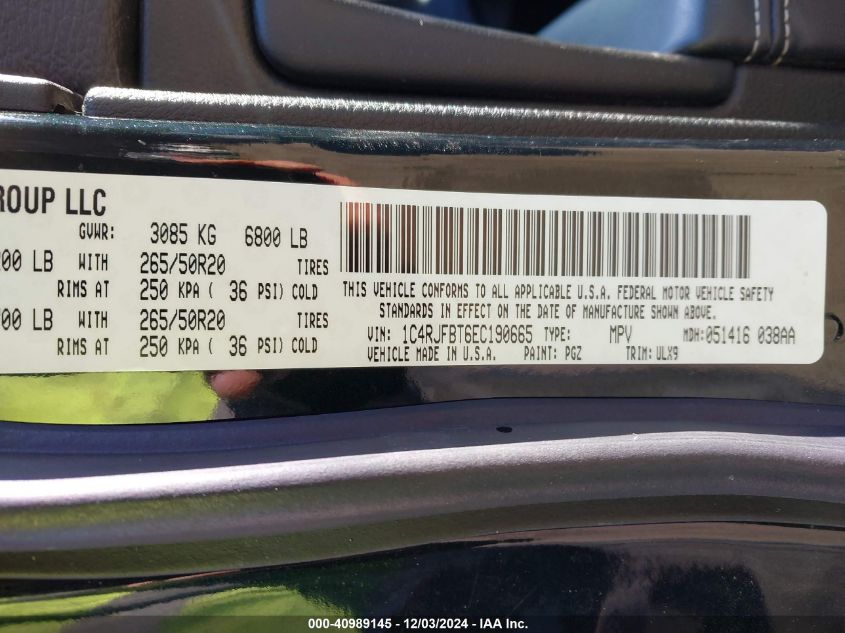 ROUP LLC
GVWR: 3085 KG 6800 LB
00 LB WITH 265/50R20 TIRES
RIMS AT 250 KPA ( 36 PSI) COLD
00 LB WITH 265/50R20 TIRES
RIMS AT 250 KPA ( 36 PSI) COLD
THIS VEHICLE CONFORMS TO ALL APPLICABLE U.S.A. FEDERAL MOTOR VEHICLE SAFETY
STANDARDS IN EFFECT ON THE DATE OF MANUFACTURE SHOWN ABOVE.
VIN: 1C4RJFBT6EC190665 TYPE: MPV MDH:051416 038AA
VEHICLE MADE IN U.S.A. PAINT: PGZ TRIM: ULX9
000-40989145 - 12/03/2024 - IAA Inc.